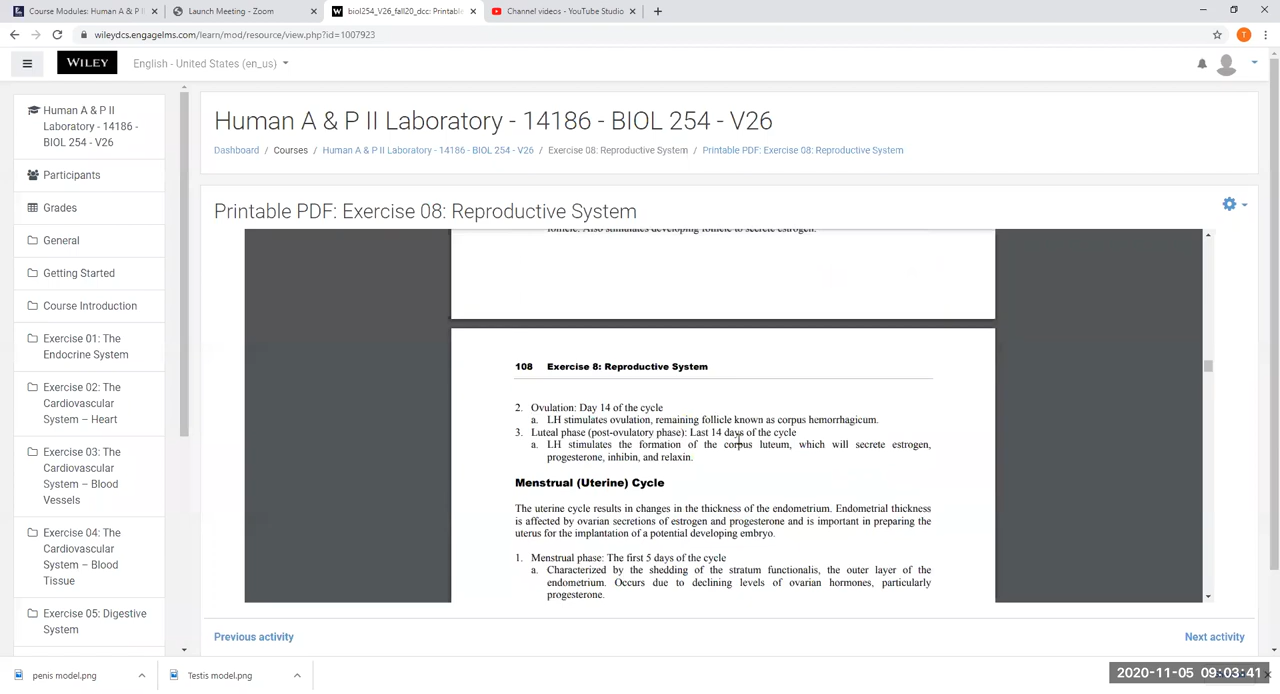 Course Modules: Human A & P II
Launch Meeting - Zoom
biol254_V26_fall20_dcc: Printable
Channel videos - YouTube Studio
wileydcs.engagelms.com/learn/mod/resource/view.php?id=1007923
T
WILEY
English - United States (en_us)
Human A & P II
Laboratory - 14186 -
BIOL 254 - V26
Participants
Grades
General
Getting Started
Course Introduction
Exercise 01: The
Endocrine System
Exercise 02: The
Cardiovascular
System – Heart
Exercise 03: The
Cardiovascular
System – Blood
Vessels
Exercise 04: The
Cardiovascular
System – Blood
Tissue
Exercise 05: Digestive
System
Human A & P II Laboratory - 14186 - BIOL 254 - V26
Dashboard / Courses / Human A & P II Laboratory - 14186 - BIOL 254 - V26 / Exercise 08: Reproductive System / Printable PDF: Exercise 08: Reproductive System
Printable PDF: Exercise 08: Reproductive System
follicle. Also stimulates developing follicle to secrete estrogen.
108 Exercise 8: Reproductive System
2. Ovulation: Day 14 of the cycle
a. LH stimulates ovulation, remaining follicle known as corpus hemorrhagicum.
3. Luteal phase (post-ovulatory phase): Last 14 days of the cycle
a. LH stimulates the formation of the corpus luteum, which will secrete estrogen,
progesterone, inhibin, and relaxin.
Menstrual (Uterine) Cycle
The uterine cycle results in changes in the thickness of the endometrium. Endometrial thickness
is affected by ovarian secretions of estrogen and progesterone and is important in preparing the
uterus for the implantation of a potential developing embryo.
1. Menstrual phase: The first 5 days of the cycle
a. Characterized by the shedding of the stratum functionalis, the outer layer of the
endometrium. Occurs due to declining levels of ovarian hormones, particularly
progesterone.
Previous activity
Next activity
penis model.png
Testis model.png
2020-11-05 09:03:41